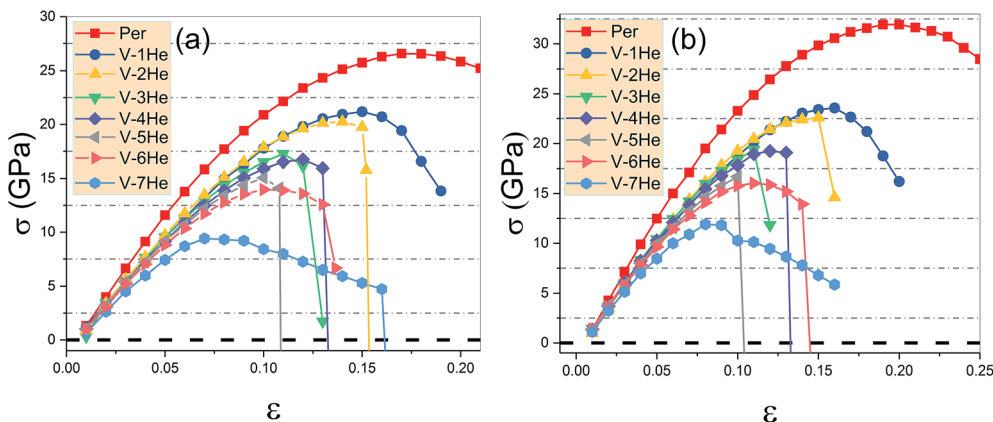 (a)
Per
V-1He
V-2He
V-3He
V-4He
V-5He
V-6He
V-7He
σ (GPa)
30
25
20
15
10
5
0
0.00 0.05 0.10 0.15 0.20
ε
(b)
Per
V-1He
V-2He
V-3He
V-4He
V-5He
V-6He
V-7He
σ (GPa)
30
25
20
15
10
5
0
0.00 0.05 0.10 0.15 0.20 0.25
ε